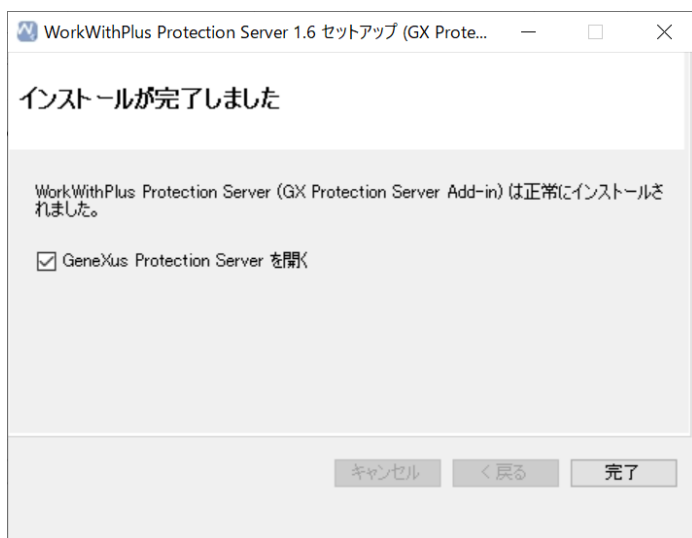 WorkWithPlus Protection Server 1.6 セットアップ (GX Prote...
インストールが完了しました
WorkWithPlus Protection Server (GX Protection Server Add-in) は正常にインストールさ
れました。
GeneXus Protection Server を開く
キャンセル < 戻る 完了